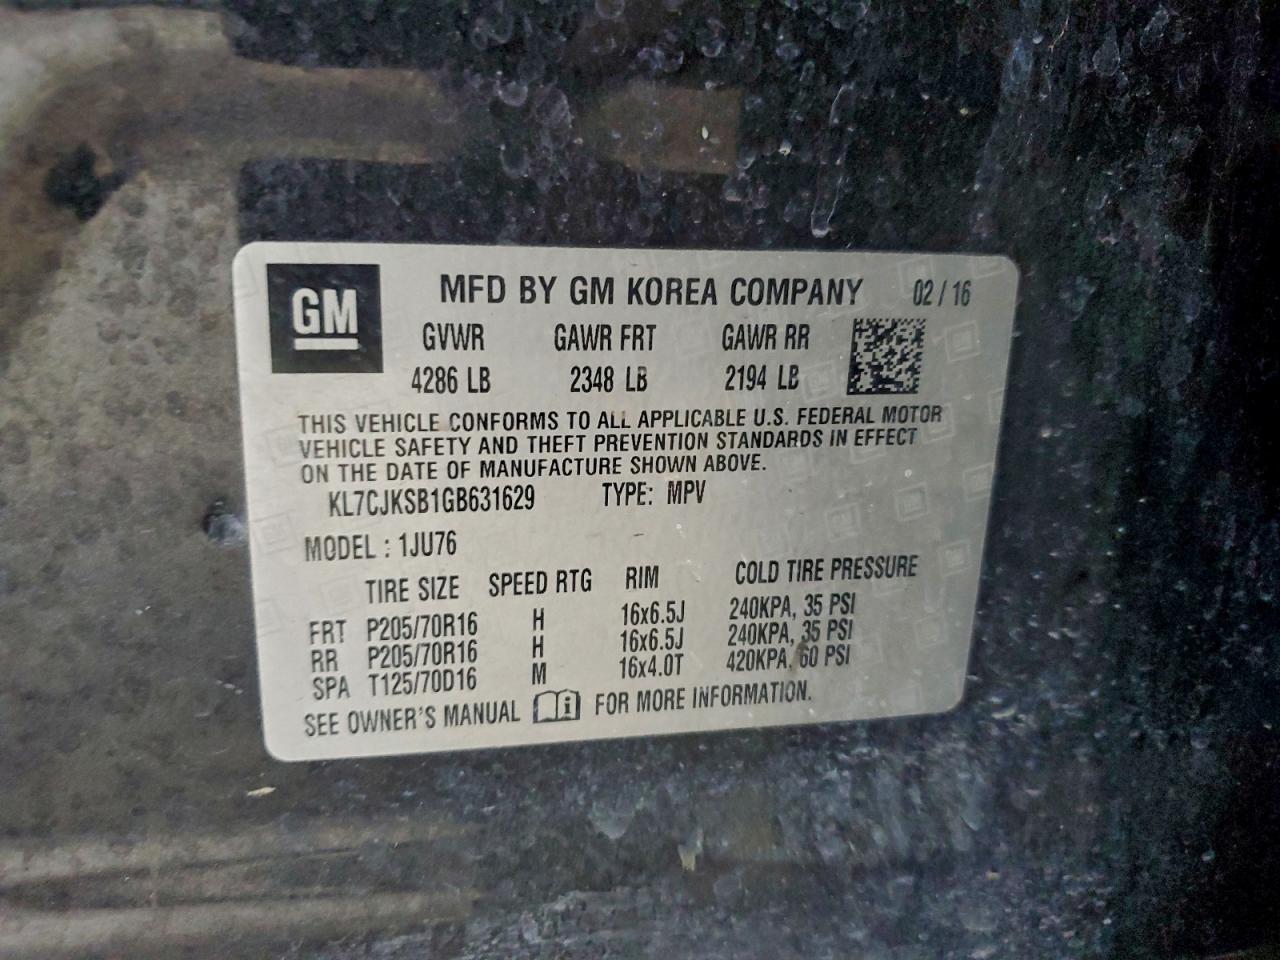 GM
MFD BY GM KOREA COMPANY 02 / 16
GVWR GAWR FRT GAWR RR
4286 LB 2348 LB 2194 LB
THIS VEHICLE CONFORMS TO ALL APPLICABLE U.S. FEDERAL MOTOR
VEHICLE SAFETY AND THEFT PREVENTION STANDARDS IN EFFECT
ON THE DATE OF MANUFACTURE SHOWN ABOVE.
KL7CJKSB1GB631629 TYPE: MPV
MODEL : 1JU76
TIRE SIZE SPEED RTG RIM COLD TIRE PRESSURE
FRT P205/70R16 H 16x6.5J 240KPA, 35 PSI
RR P205/70R16 H 16x6.5J 240KPA, 35 PSI
SPA T125/70D16 M 16x4.0T 420KPA, 60 PSI
SEE OWNER'S MANUAL i FOR MORE INFORMATION.